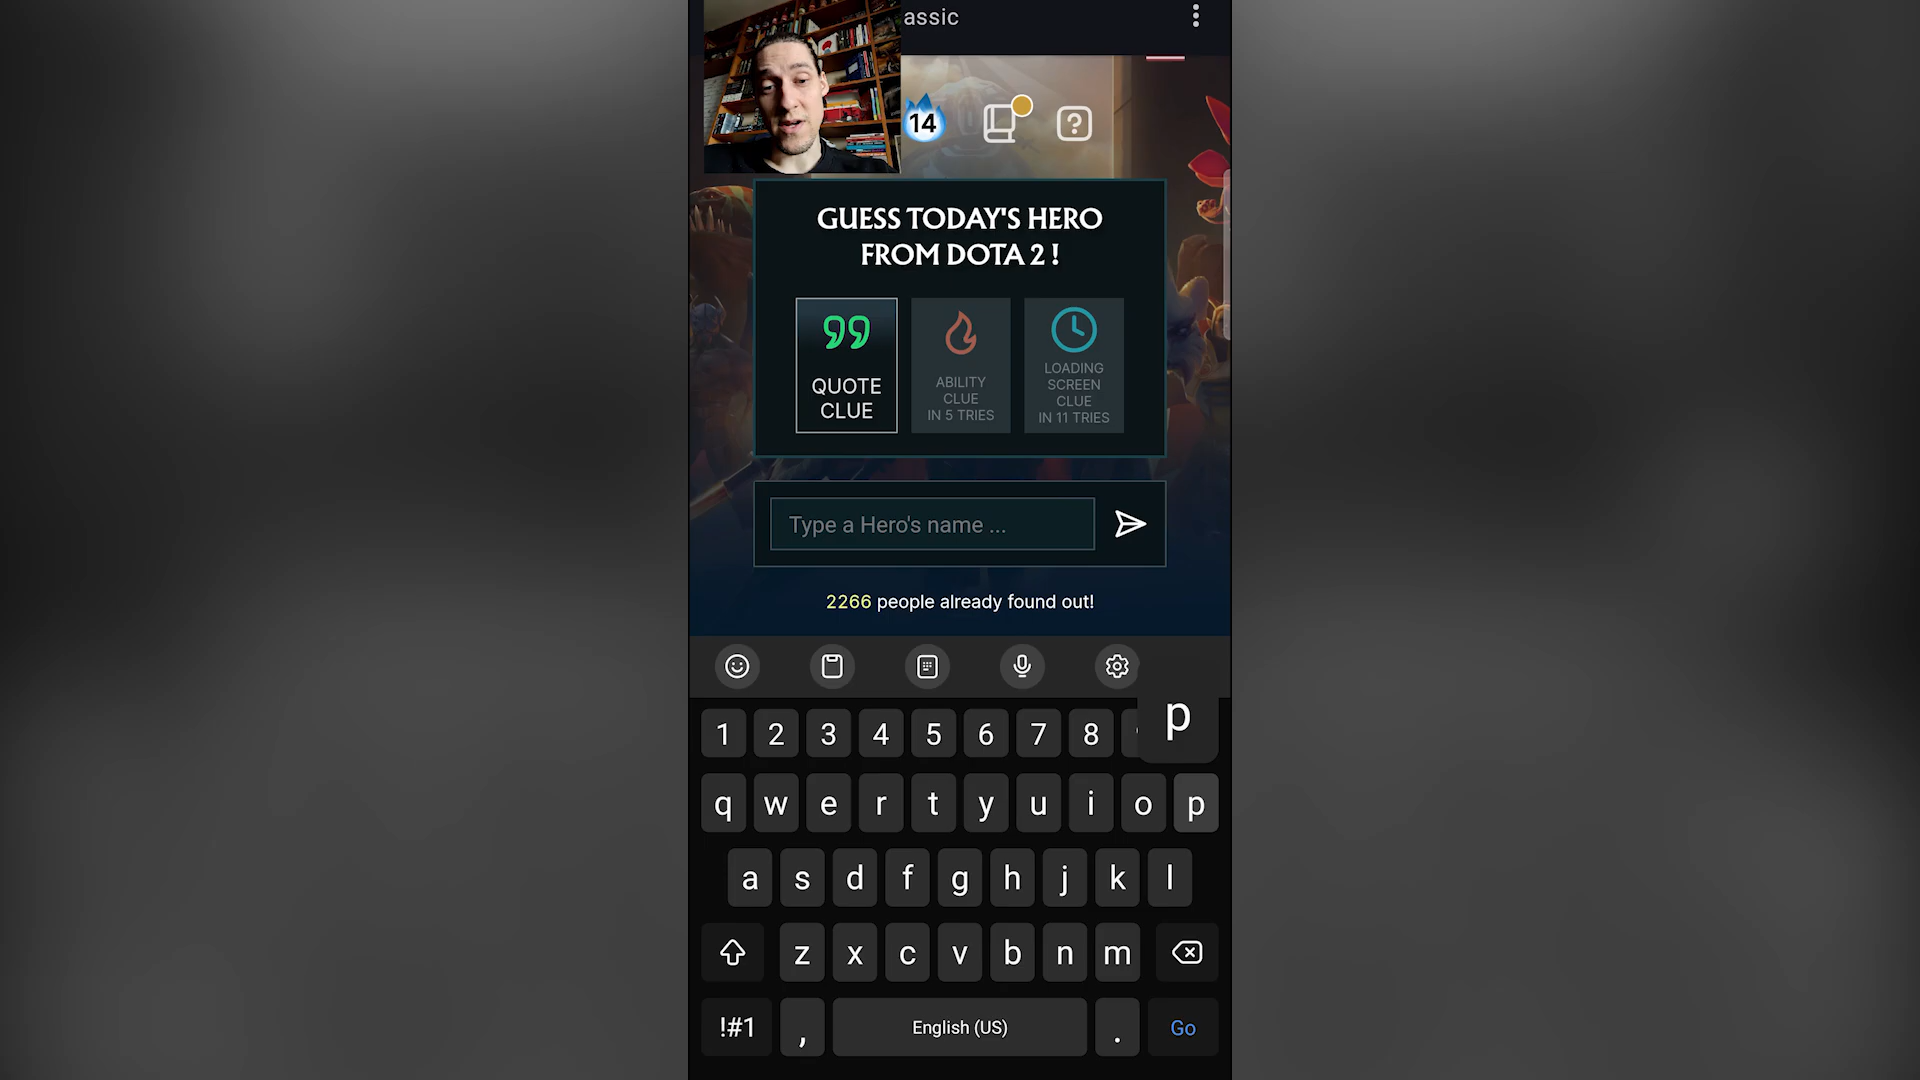 assic
14
GUESS TODAY'S HERO
FROM DOTA 2 !
QUOTE
CLUE
ABILITY
CLUE
IN 5 TRIES
LOADING
SCREEN
CLUE
IN 11 TRIES
Type a Hero's name ...
2266 people already found out!
p
1 2 3 4 5 6 7 8
q w e r t y u i o p
a s d f g h j k l
z x c v b n m
!#1 , English (US) . Go